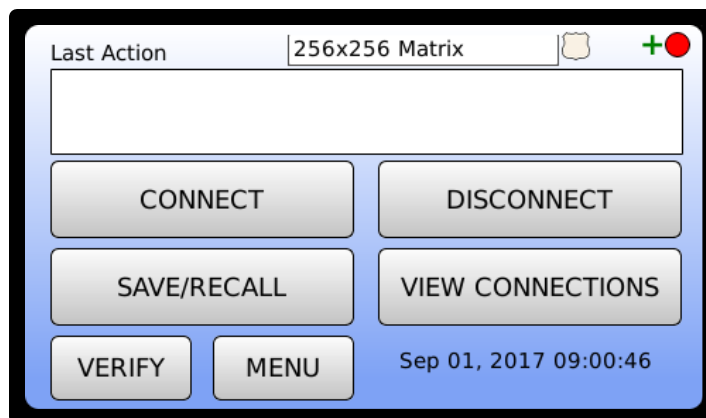 Last Action
256x256 Matrix
CONNECT
DISCONNECT
SAVE/RECALL
VIEW CONNECTIONS
VERIFY
MENU
Sep 01, 2017 09:00:46